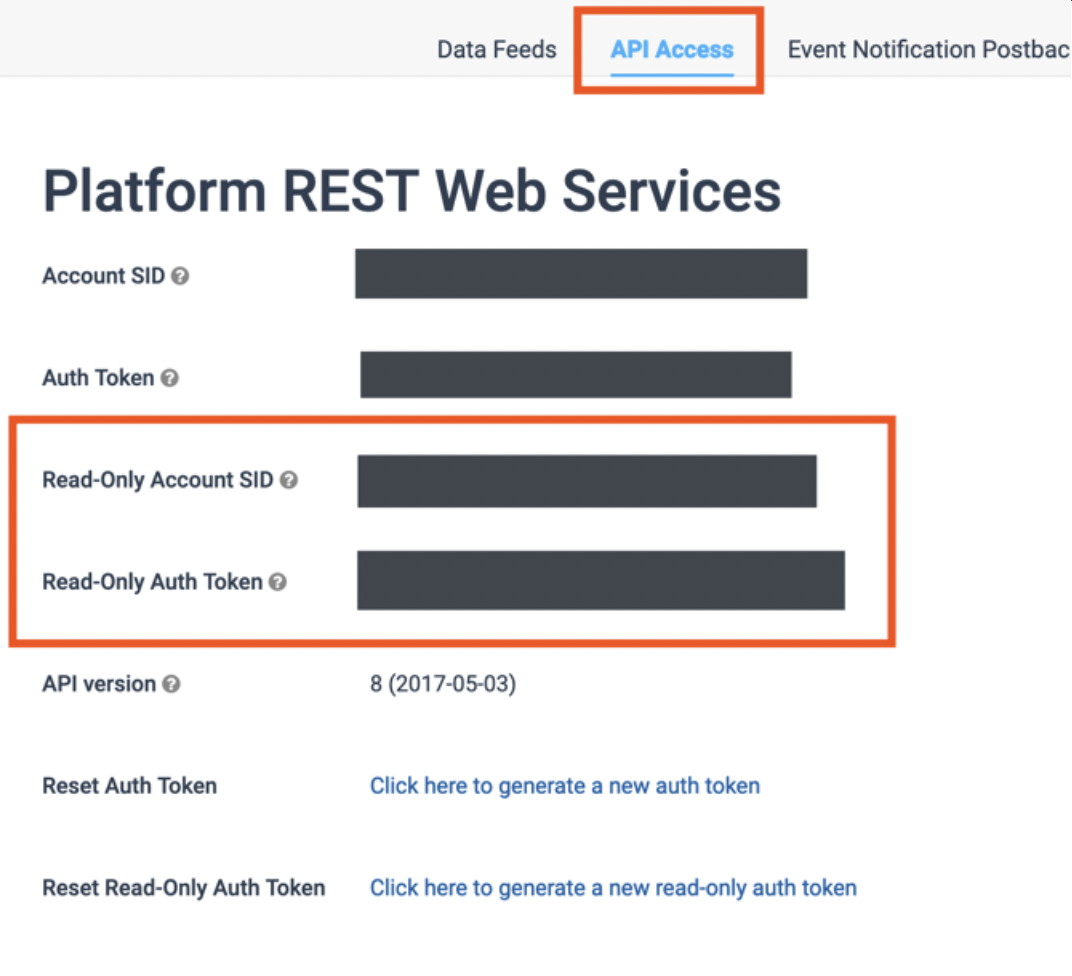 Data Feeds API Access Event Notification Postbac
Platform REST Web Services
Account SID
Auth Token
Read-Only Account SID
Read-Only Auth Token
API version 8 (2017-05-03)
Reset Auth Token Click here to generate a new auth token
Reset Read-Only Auth Token Click here to generate a new read-only auth token